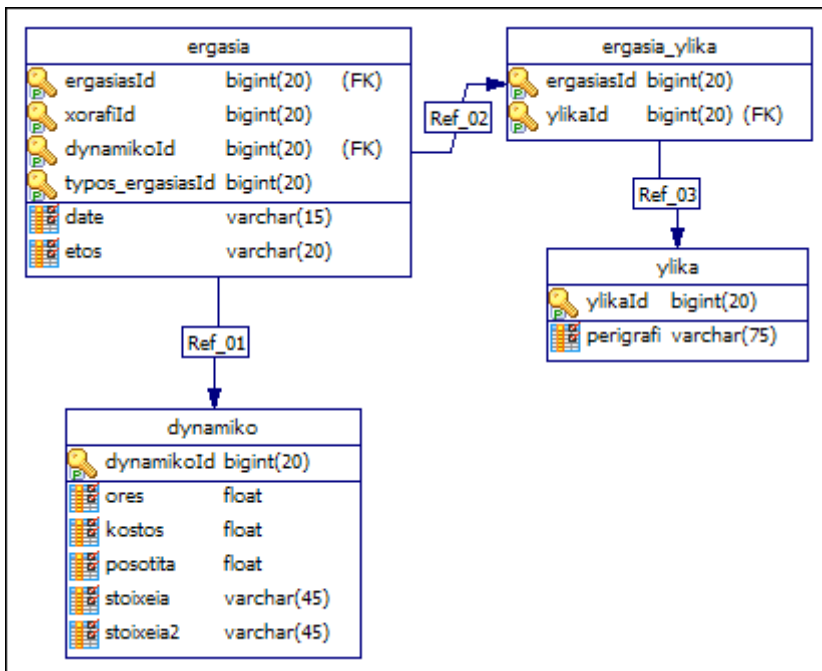 ergasia
ergasiasId bigint(20) (FK)
xorafiId bigint(20)
dynamikoId bigint(20) (FK)
typos_ergasiasId bigint(20)
date varchar(15)
etos varchar(20)
Ref_02
ergasia_ylika
ergasiasId bigint(20)
ylikaId bigint(20) (FK)
Ref_03
ylika
ylikaId bigint(20)
perigrafi varchar(75)
Ref_01
dynamiko
dynamikoId bigint(20)
ores float
kostos float
posotita float
stoixeia varchar(45)
stoixeia2 varchar(45)